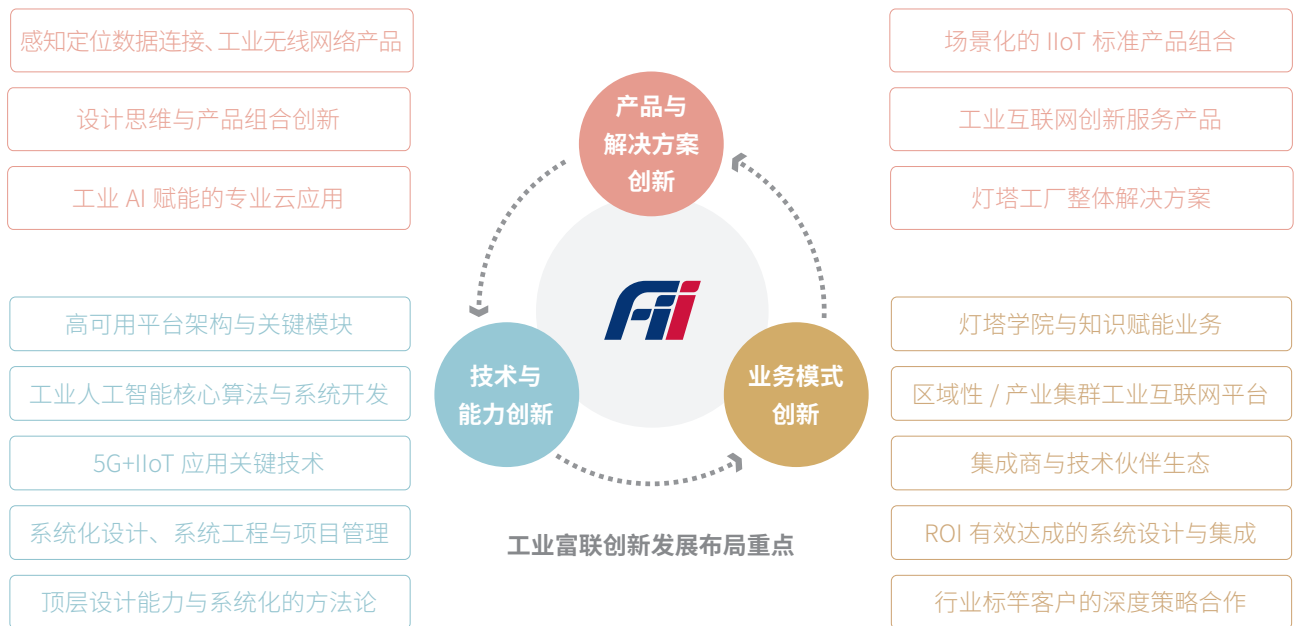 感知定位数据连接、工业无线网络产品
设计思维与产品组合创新
工业 AI 赋能的专业云应用
场景化的 IIoT 标准产品组合
工业互联网创新服务产品
灯塔工厂整体解决方案
产品与
解决方案
创新
Fii
技术与
能力创新
业务模式
创新
高可用平台架构与关键模块
工业人工智能核心算法与系统开发
5G+IIoT 应用关键技术
系统化设计、系统工程与项目管理
顶层设计能力与系统化的方法论
灯塔学院与知识赋能业务
区域性 / 产业集群工业互联网平台
集成商与技术伙伴生态
ROI 有效达成的系统设计与集成
行业标竿客户的深度策略合作
工业富联创新发展布局重点